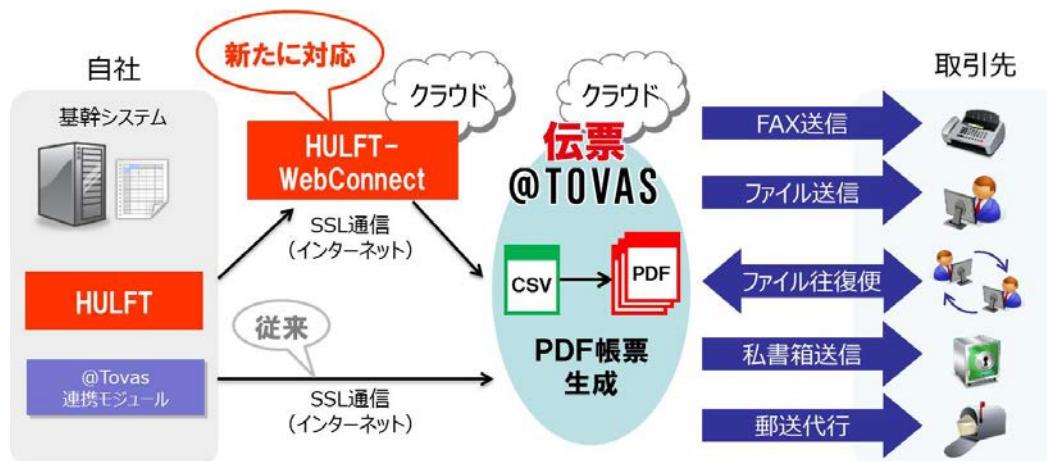 自社
基幹システム
HULFT
@Tovas
連携モジュール
新たに対応
クラウド
HULFT-
WebConnect
SSL通信
(インターネット)
従来
SSL通信
(インターネット)
クラウド
伝票
@TOVAS
CSV
PDF
PDF帳票
生成
取引先
FAX送信
ファイル送信
ファイル往復便
私書箱送信
郵送代行